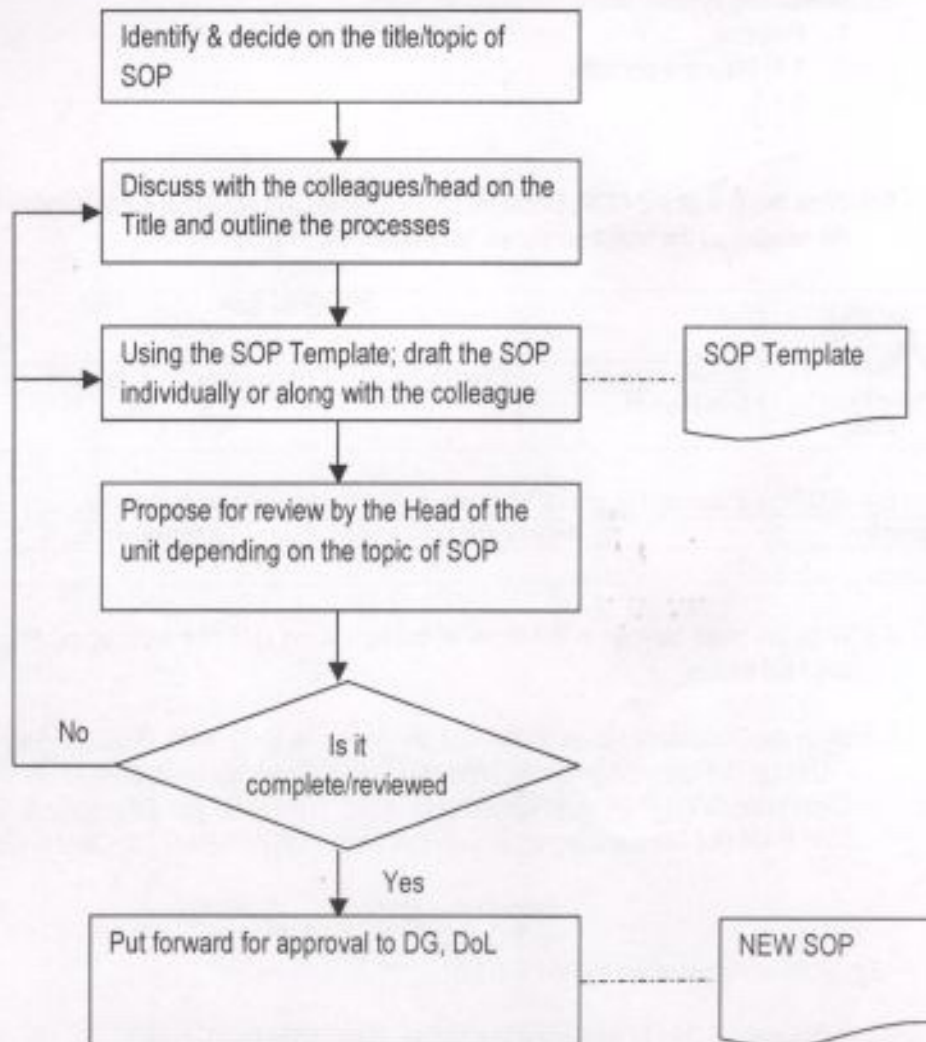 Identify & decide on the title/topic of
SOP
Discuss with the colleagues/head on the
Title and outline the processes
Using the SOP Template; draft the SOP
individually or along with the colleague
SOP Template
Propose for review by the Head of the
unit depending on the topic of SOP
No
Is it
complete/reviewed
Yes
Put forward for approval to DG, DoL
NEW SOP